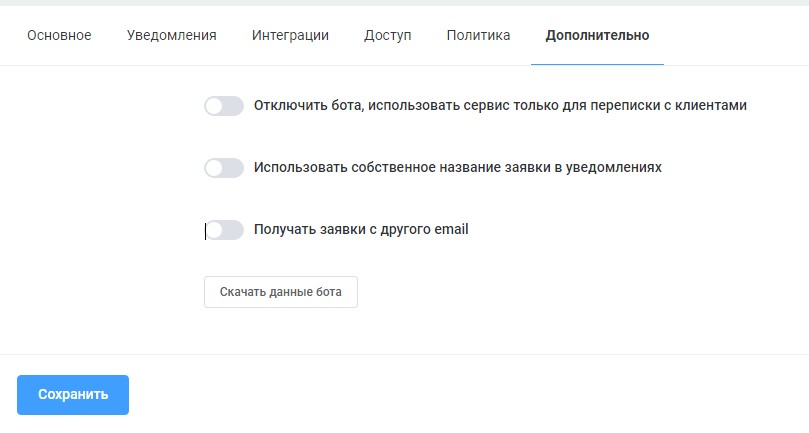 Основное Уведомления Интеграции Доступ Политика Дополнительно
Отключить бота, использовать сервис только для переписки с клиентами
Использовать собственное название заявки в уведомлениях
Получать заявки с другого email
Скачать данные бота
Сохранить